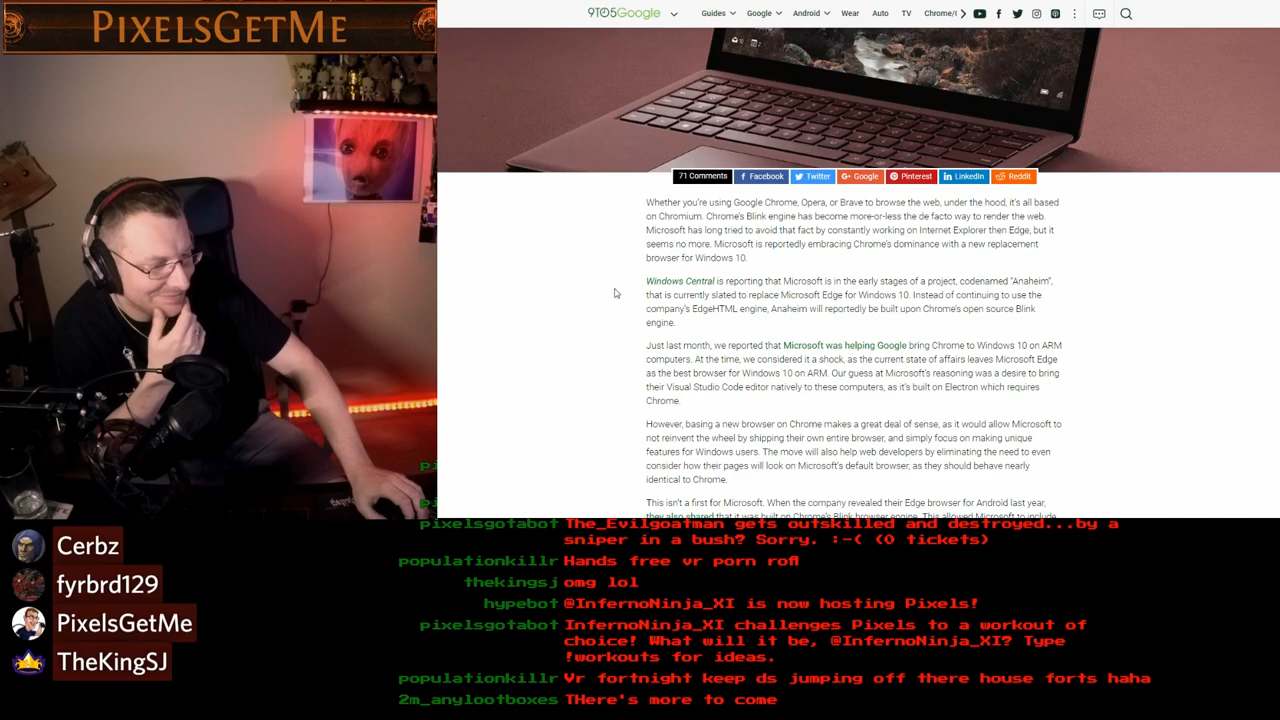 PixelsGetMe
9TO5Google
Guides
Google
Android
Wear
Auto
TV
Chrome/
71 Comments
Facebook
Twitter
Google
Pinterest
LinkedIn
Reddit
Whether you're using Google Chrome, Opera, or Brave to browse the web, under the hood, it's all based
on Chromium. Chrome's Blink engine has become more-or-less the de facto way to render the web.
Microsoft has long tried to avoid that fact by constantly working on Internet Explorer then Edge, but it
seems no more. Microsoft is reportedly embracing Chrome's dominance with a new replacement
browser for Windows 10.
Windows Central is reporting that Microsoft is in the early stages of a project, codenamed “Anaheim”,
that is currently slated to replace Microsoft Edge for Windows 10. Instead of continuing to use the
company's EdgeHTML engine, Anaheim will reportedly be built upon Chrome's open source Blink
engine.
Just last month, we reported that Microsoft was helping Google bring Chrome to Windows 10 on ARM
computers. At the time, we considered it a shock, as the current state of affairs leaves Microsoft Edge
as the best browser for Windows 10 on ARM. Our guess at Microsoft's reasoning was a desire to bring
their Visual Studio Code editor natively to these computers, as it's built on Electron which requires
Chrome.
However, basing a new browser on Chrome makes a great deal of sense, as it would allow Microsoft to
not reinvent the wheel by shipping their own entire browser, and simply focus on making unique
features for Windows users. The move will also help web developers by eliminating the need to even
consider how their pages will look on Microsoft's default browser, as they should behave nearly
identical to Chrome.
This isn't a first for Microsoft. When the company revealed their Edge browser for Android last year,
they also shared that it was built on Chrome's Blink browser engine. This allowed Microsoft to include
pixelsgotabot The_Evilgoatman gets outskilled and destroyed...by a
sniper in a bush? Sorry. :-( (0 tickets)
populationkillr Hands free vr porn rofl
thekingsj omg lol
hypebot @InfernoNinja_XI is now hosting Pixels!
pixelsgotabot InfernoNinja_XI challenges Pixels to a workout of
choice! What will it be, @InfernoNinja_XI? Type
!workouts for ideas.
populationkillr Vr fortnight keep ds jumping off there house forts haha
2m_anylootboxes THere's more to come
Cerbz
fyrbrd129
PixelsGetMe
TheKingSJ